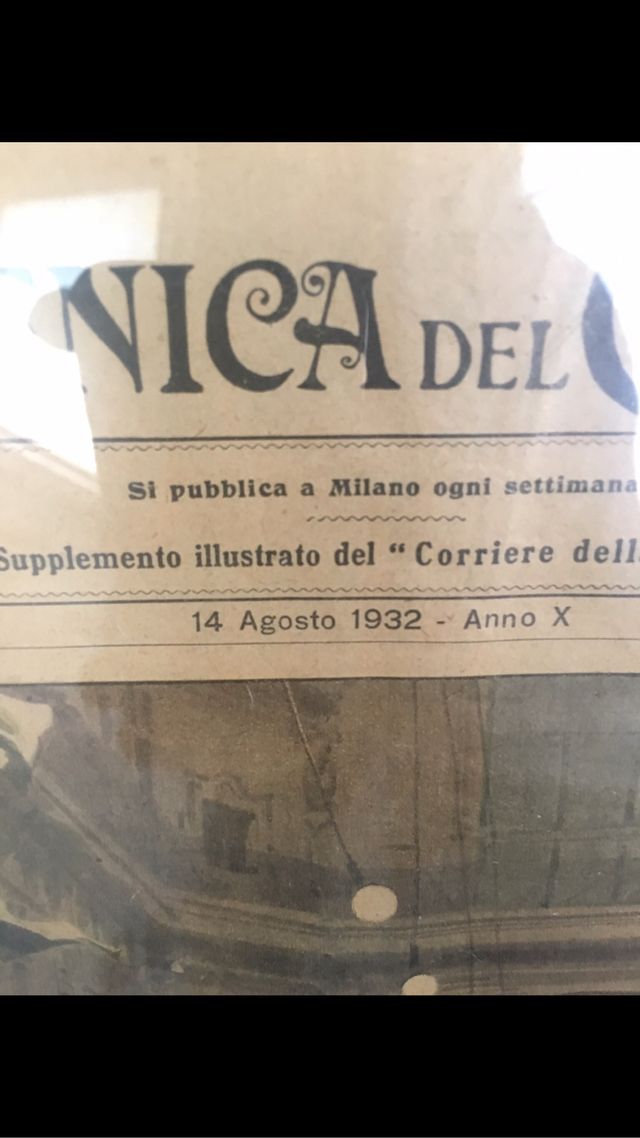 NICA DEL
Si pubblica a Milano ogni settimana
Supplemento illustrato del "Corriere dell
14 Agosto 1932 - Anno X